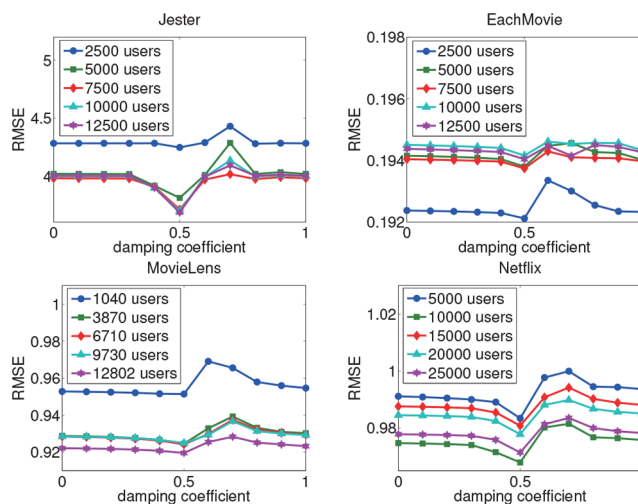 Jester
5
4.5
4
RMSE
2500 users
5000 users
7500 users
10000 users
12500 users
0
0.5
1
damping coefficient
EachMovie
0.198
0.196
0.194
0.192
RMSE
2500 users
5000 users
7500 users
10000 users
12500 users
0
0.5
damping coefficient
MovieLens
1
0.98
0.96
0.94
0.92
RMSE
1040 users
3870 users
6710 users
9730 users
12802 users
0
0.5
1
damping coefficient
Netflix
1.02
1
0.98
RMSE
5000 users
10000 users
15000 users
20000 users
25000 users
0
0.5
damping coefficient